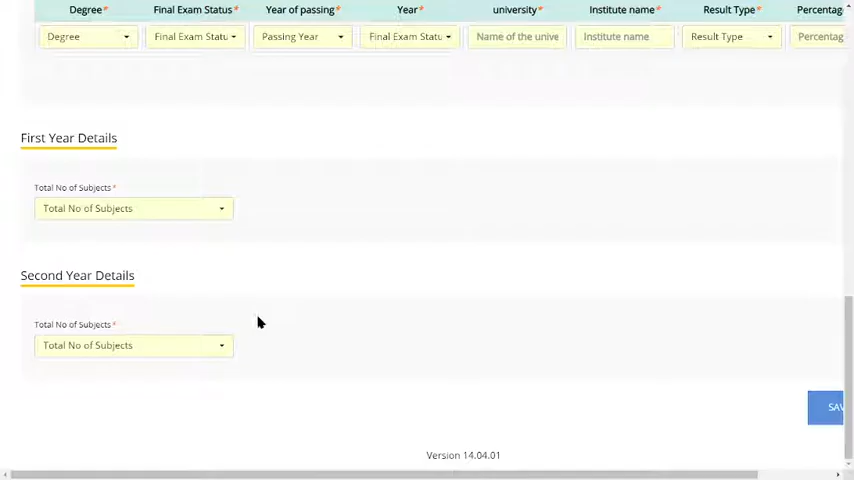 Degree* Final Exam Status* Year of passing* Year* university* Institute name* Result Type* Percentag
Degree Final Exam Statu Passing Year Final Exam Statu Name of the unive Institute name Result Type Percentag
First Year Details
Total No of Subjects*
Total No of Subjects
Second Year Details
Total No of Subjects*
Total No of Subjects
SAV
Version 14.04.01